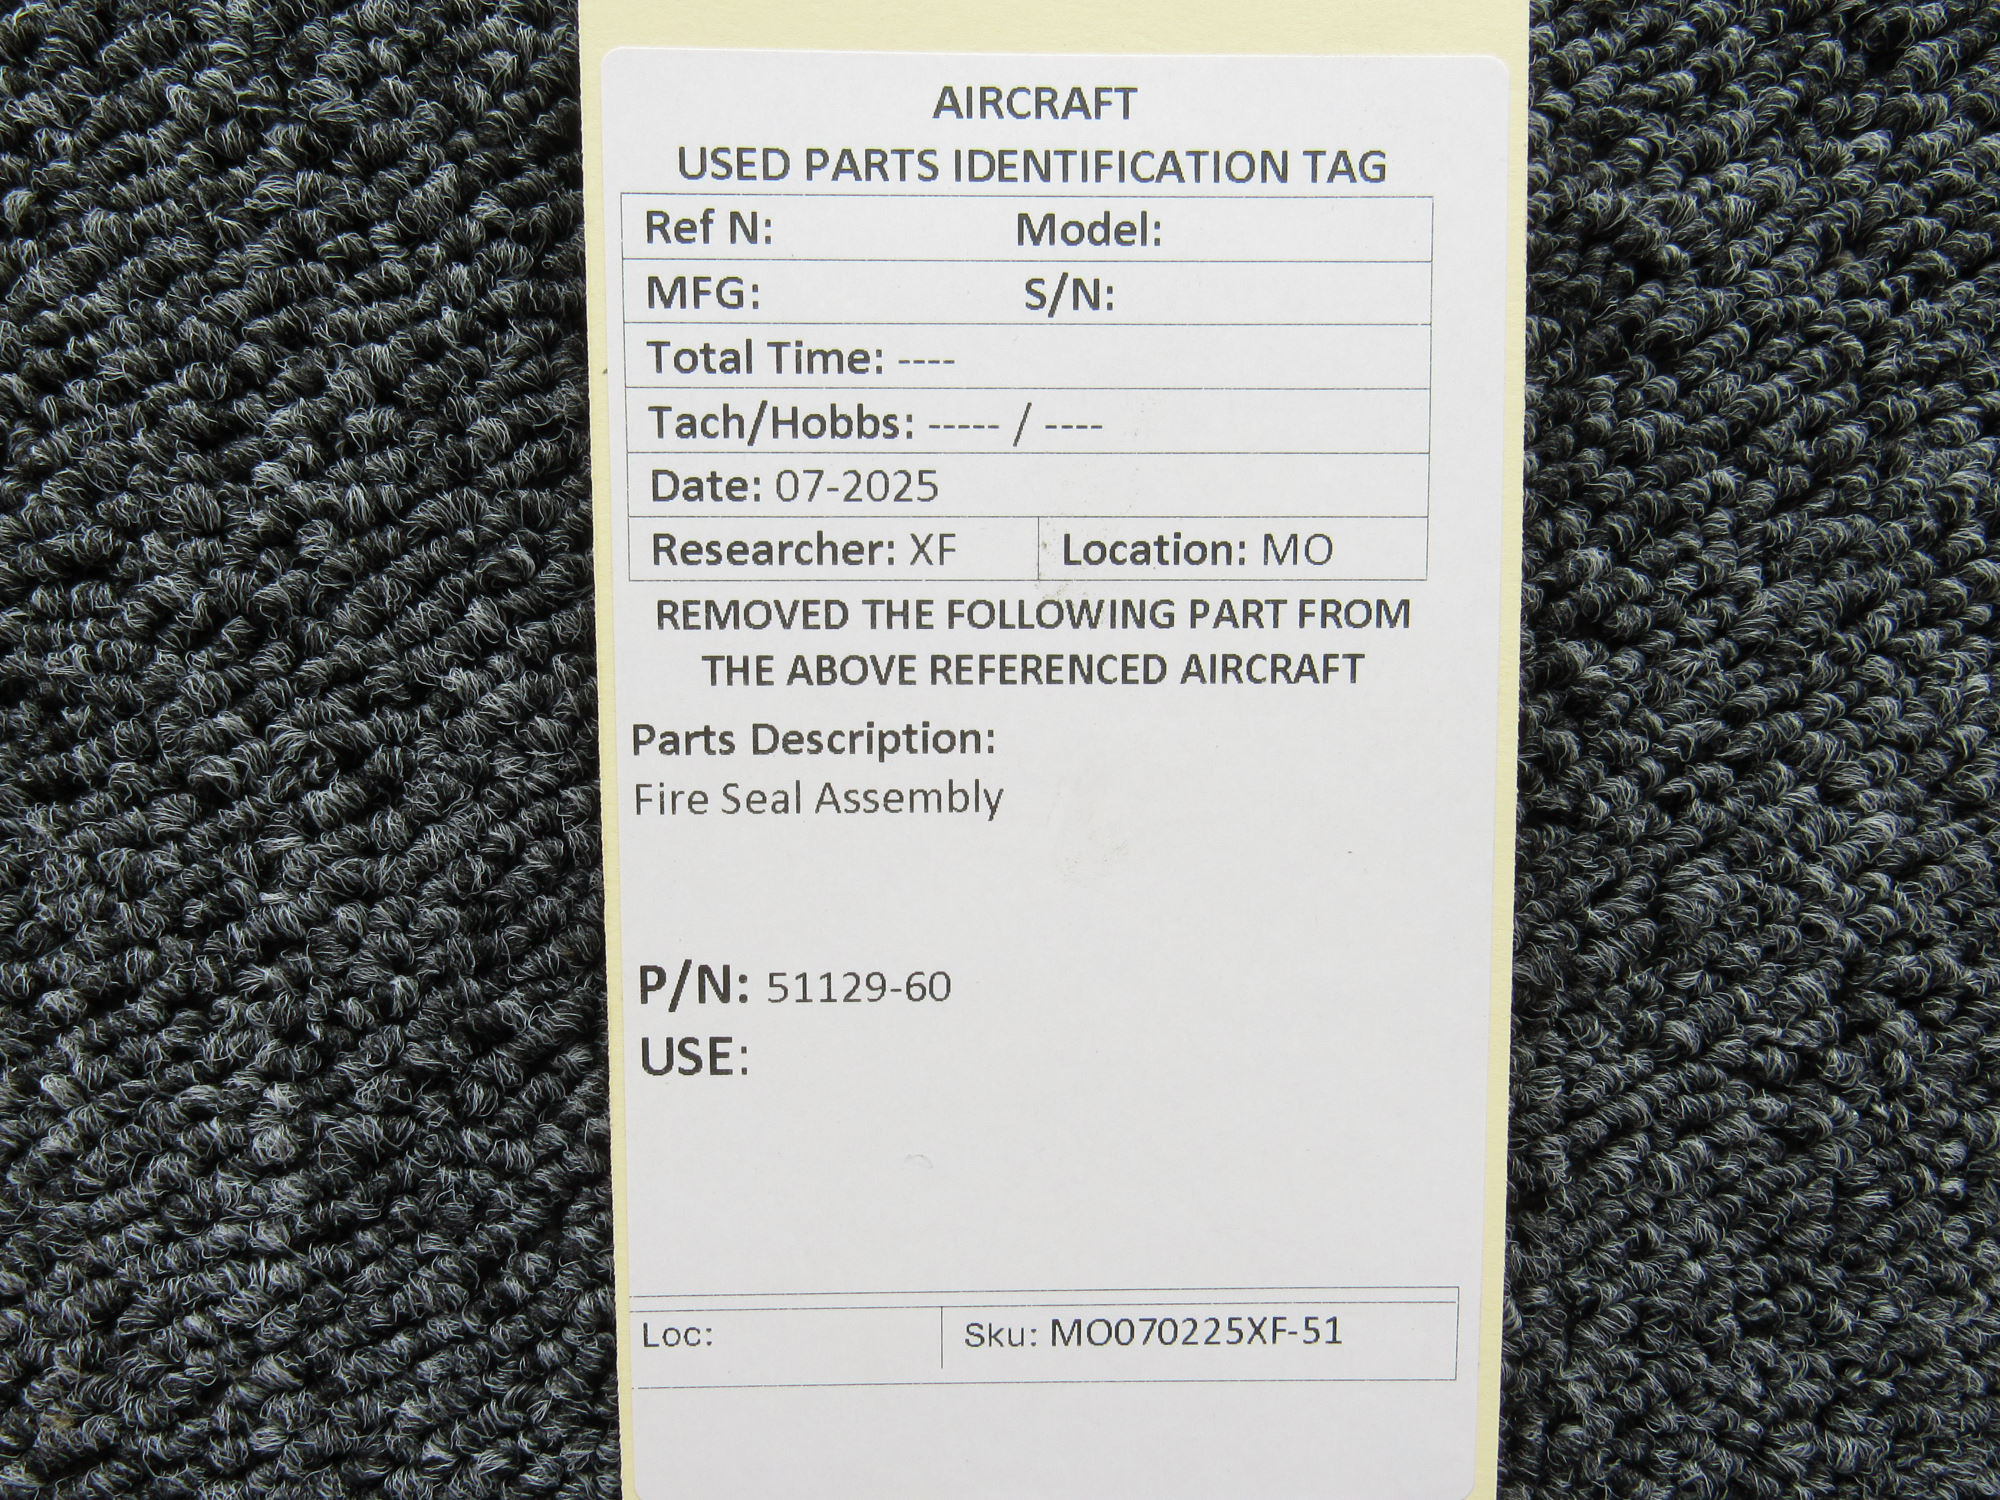 AIRCRAFT
USED PARTS IDENTIFICATION TAG
Ref N: Model:
MFG: S/N:
Total Time: ----
Tach/Hobbs: ----- / ----
Date: 07-2025
Researcher: XF Location: MO
REMOVED THE FOLLOWING PART FROM
THE ABOVE REFERENCED AIRCRAFT
Parts Description:
Fire Seal Assembly
P/N: 51129-60
USE:
Loc: Sku: MO070225XF-51